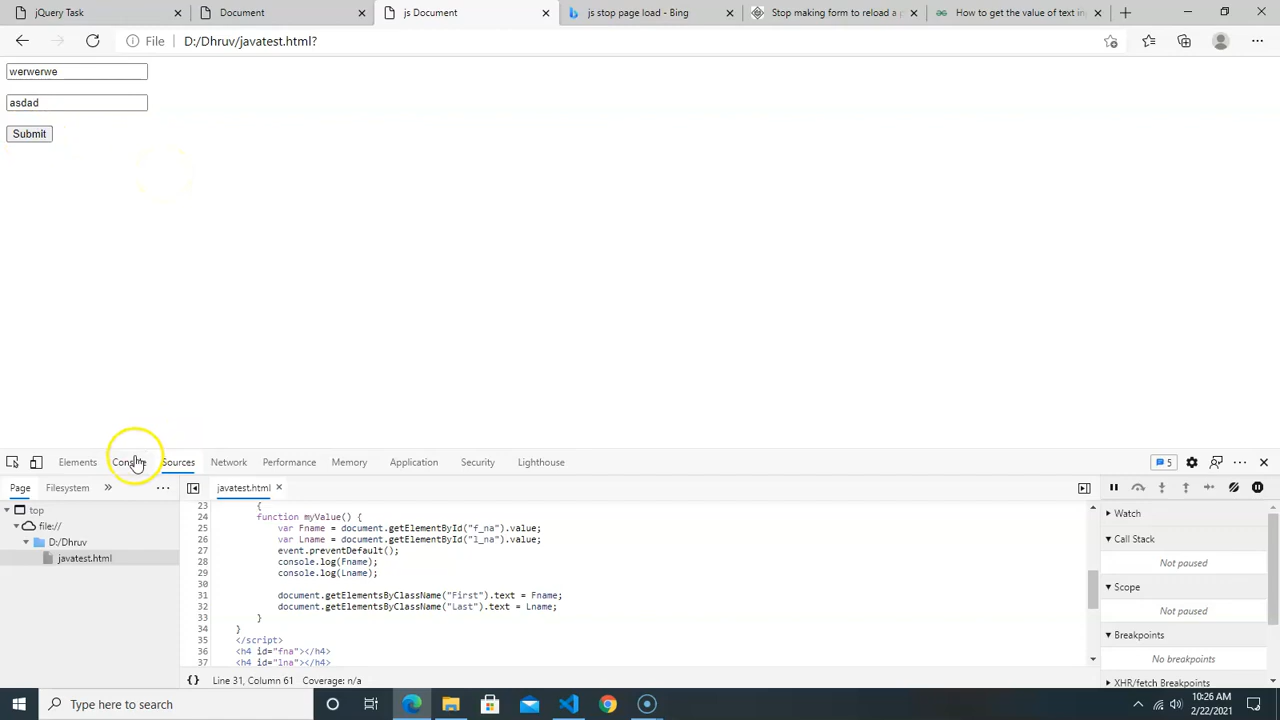 jQuery Task
Document
js Document
js stop page load - Bing
Stop making form to reload a p
How to get the value of text in
File
D:/Dhruv/javatest.html?
werwerwe
asdad
Submit
Elements
Sources
Network
Performance
Memory
Application
Security
Lighthouse
5
Page
Filesystem
javatest.html
top
file://
D:/Dhruv
javatest.html
23 {
24 function myValue() {
25 var Fname = document.getElementById("f_na").value;
26 var Lname = document.getElementById("l_na").value;
27 event.preventDefault();
28 console.log(Fname);
29 console.log(Lname);
30
31 document.getElementsByClassName("First").text = Fname;
32 document.getElementsByClassName("Last").text = Lname;
33 }
34 }
35 </script>
36 <h4 id="fna"></h4>
37 <h4 id="lna"></h4>
{} Line 31, Column 61 Coverage: n/a
Watch
Call Stack
Not paused
Scope
Not paused
Breakpoints
No breakpoints
XHR/fetch Breakpoints
Type here to search
10:26 AM
2/22/2021